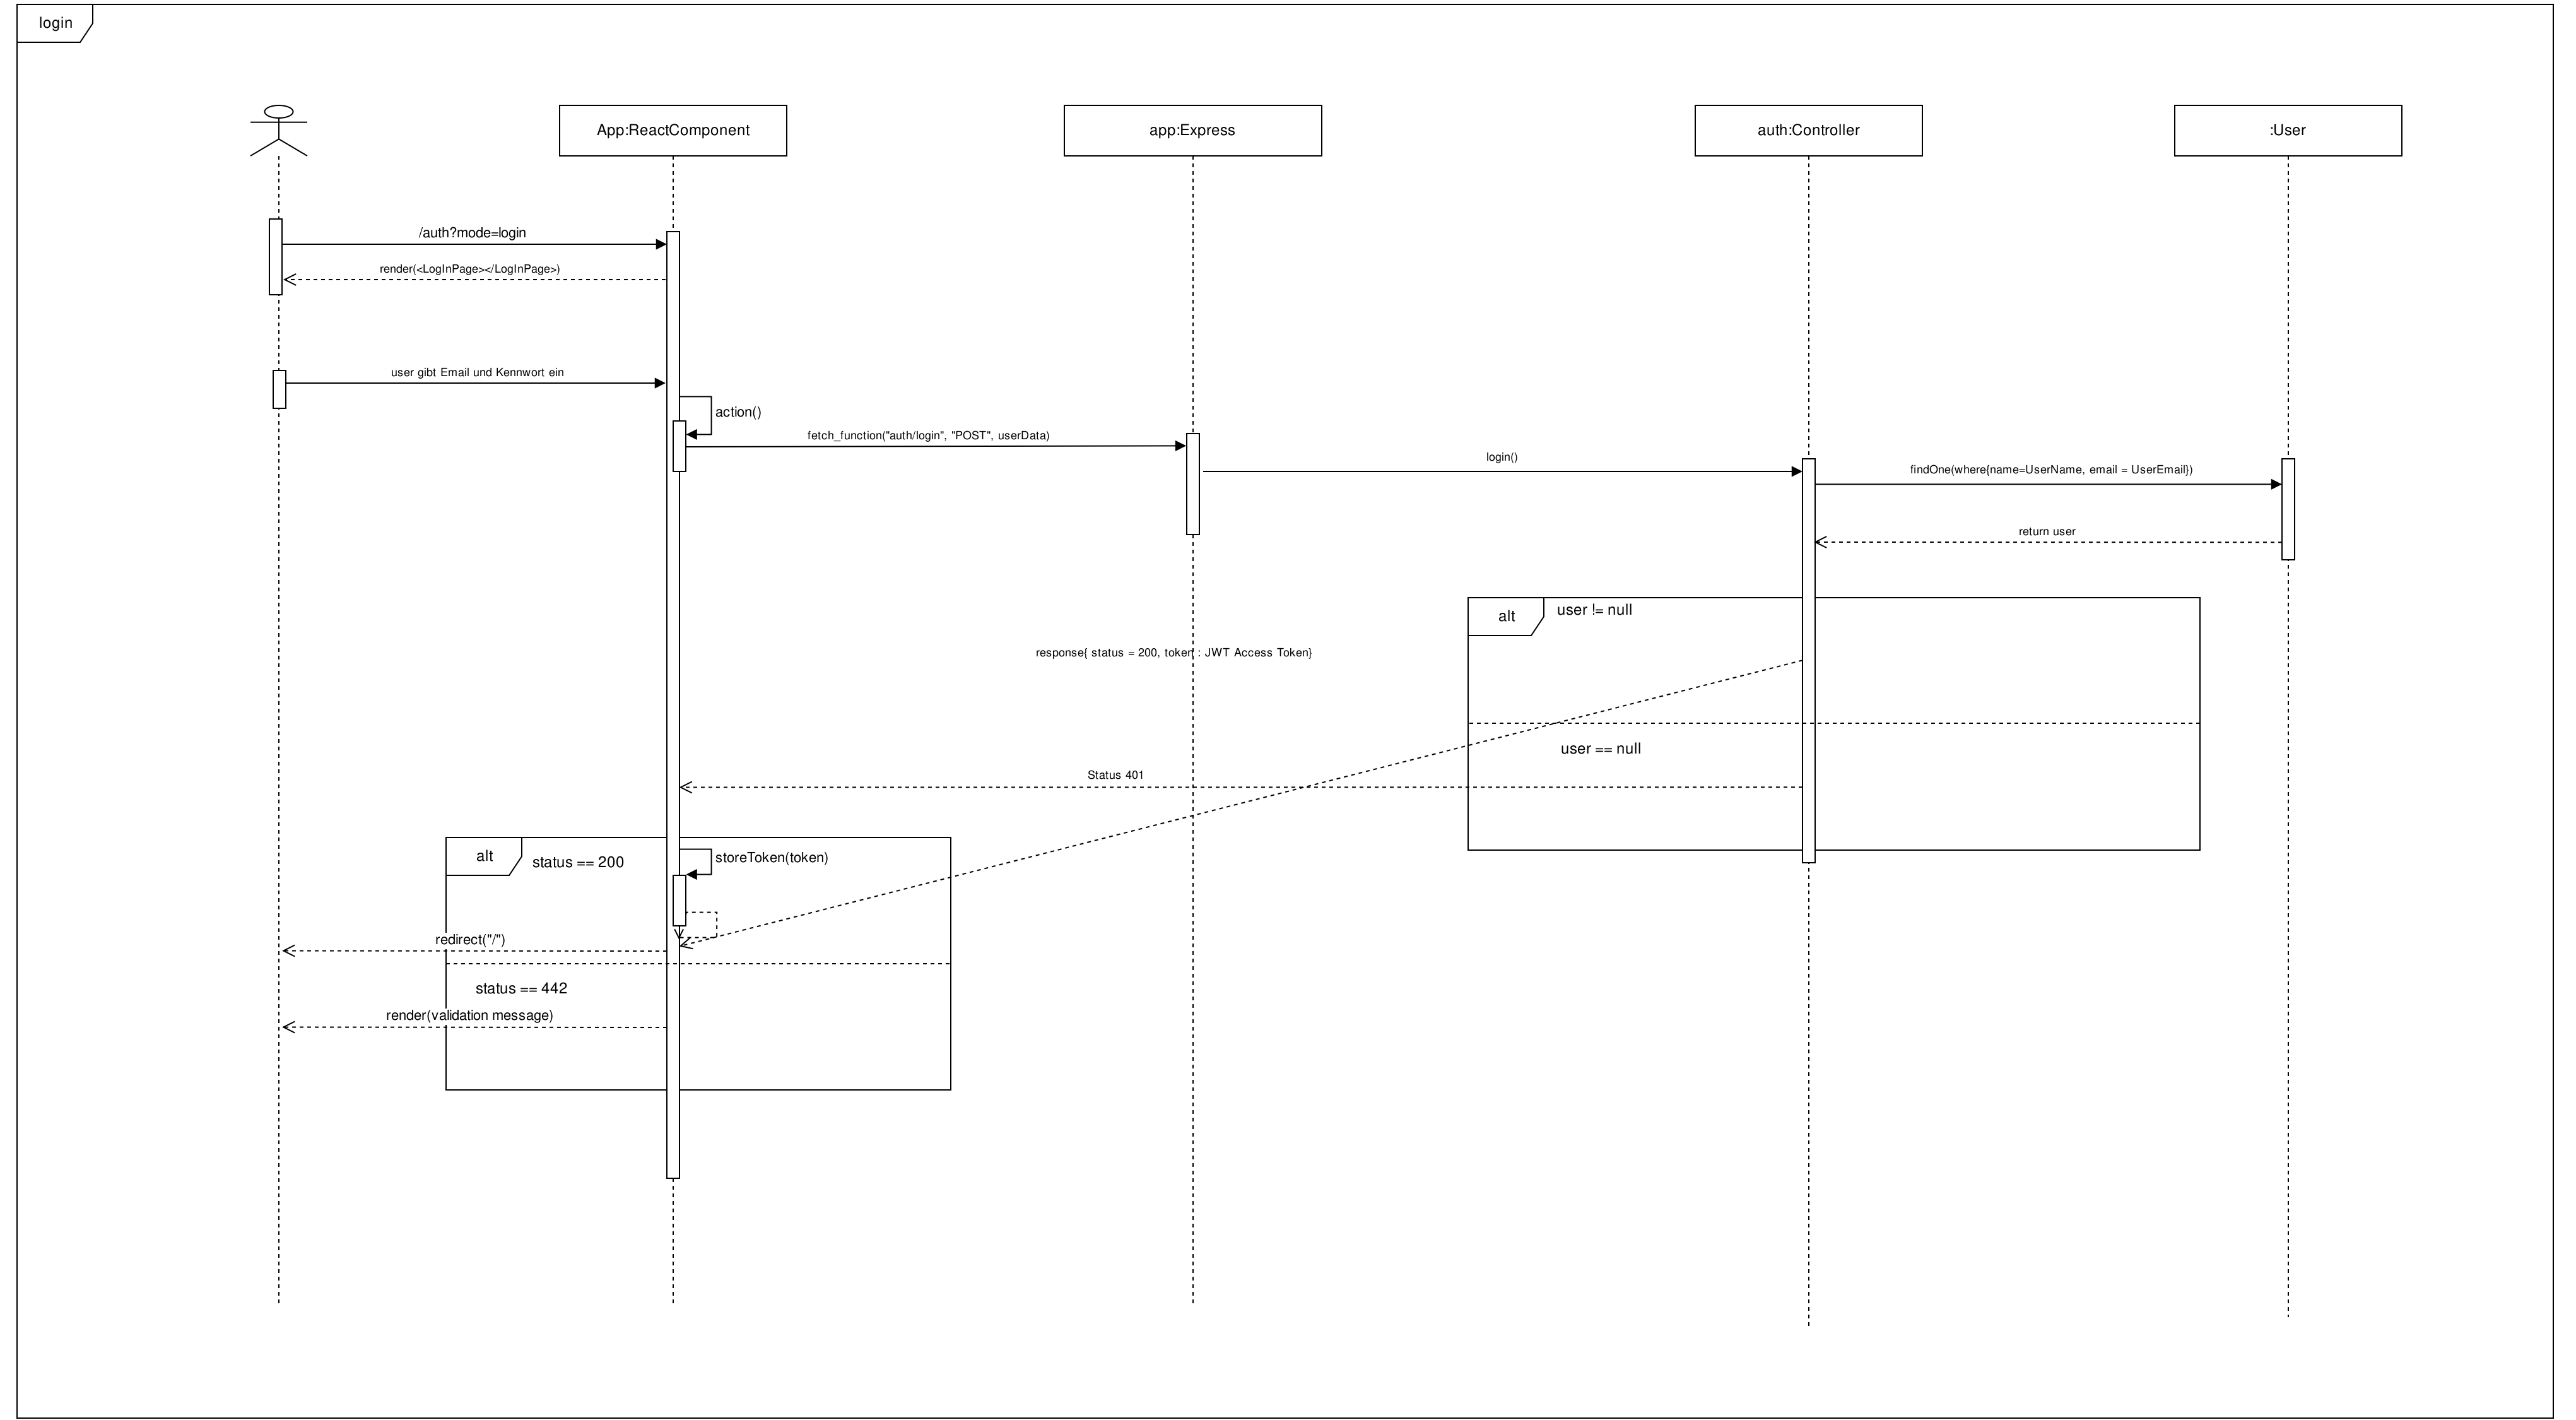 login
App:ReactComponent
app:Express
auth:Controller
:User
/auth?mode=login
render(<LogInPage></LogInPage>)
user gibt Email und Kennwort ein
action()
fetch_function("auth/login", "POST", userData)
login()
findOne(where{name=UserName, email = UserEmail})
return user
alt
user != null
response{ status = 200, token : JWT Access Token}
user == null
Status 401
alt
status == 200
storeToken(token)
redirect("/")
status == 442
render(validation message)